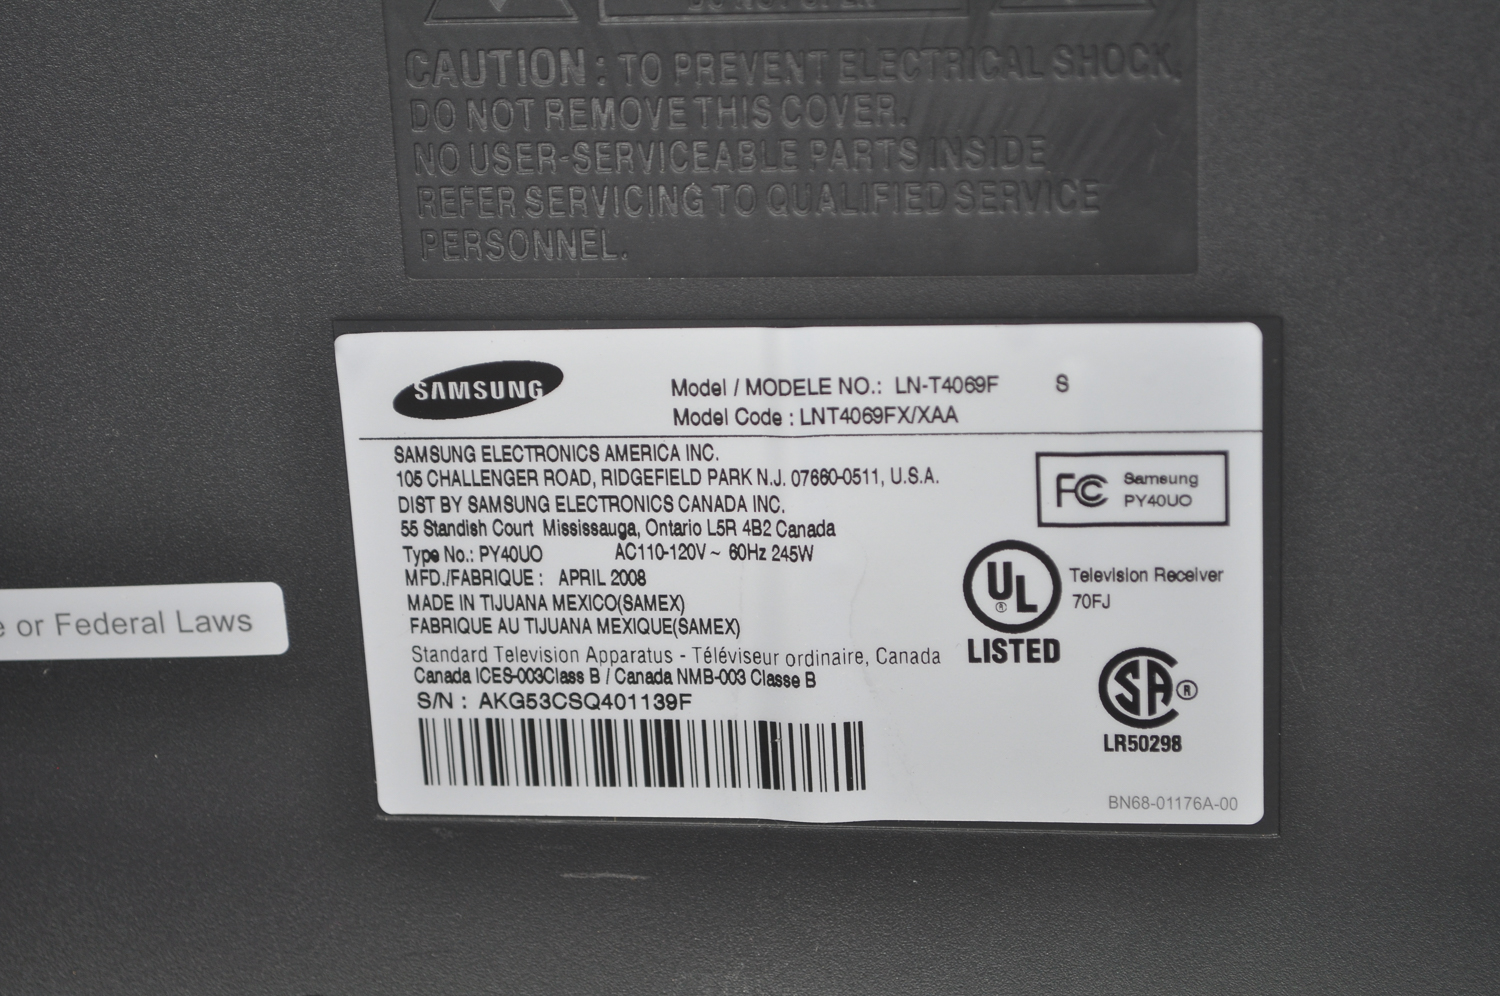 DO NOT OPEN
CAUTION : TO PREVENT ELECTRICAL SHOCK,
DO NOT REMOVE THIS COVER.
NO USER-SERVICEABLE PARTS INSIDE
REFER SERVICING TO QUALIFIED SERVICE
PERSONNEL.
SAMSUNG
Model / MODELE NO.: LN-T4069F S
Model Code : LNT4069FX/XAA
SAMSUNG ELECTRONICS AMERICA INC.
105 CHALLENGER ROAD, RIDGEFIELD PARK N.J. 07660-0511, U.S.A.
DIST BY SAMSUNG ELECTRONICS CANADA INC.
55 Standish Court Mississauga, Ontario L5R 4B2 Canada
Type No.: PY40UO AC110-120V ~ 60Hz 245W
MFD./FABRIQUE : APRIL 2008
MADE IN TIJUANA MEXICO(SAMEX)
FABRIQUE AU TIJUANA MEXIQUE(SAMEX)
Standard Television Apparatus - Téléviseur ordinaire, Canada
Canada ICES-003Class B / Canada NMB-003 Classe B
S/N : AKG53CSQ401139F
FC Samsung
PY40UO
UL ®
LISTED
Television Receiver
70FJ
SA ®
LR50298
BN68-01176A-00
or Federal Laws